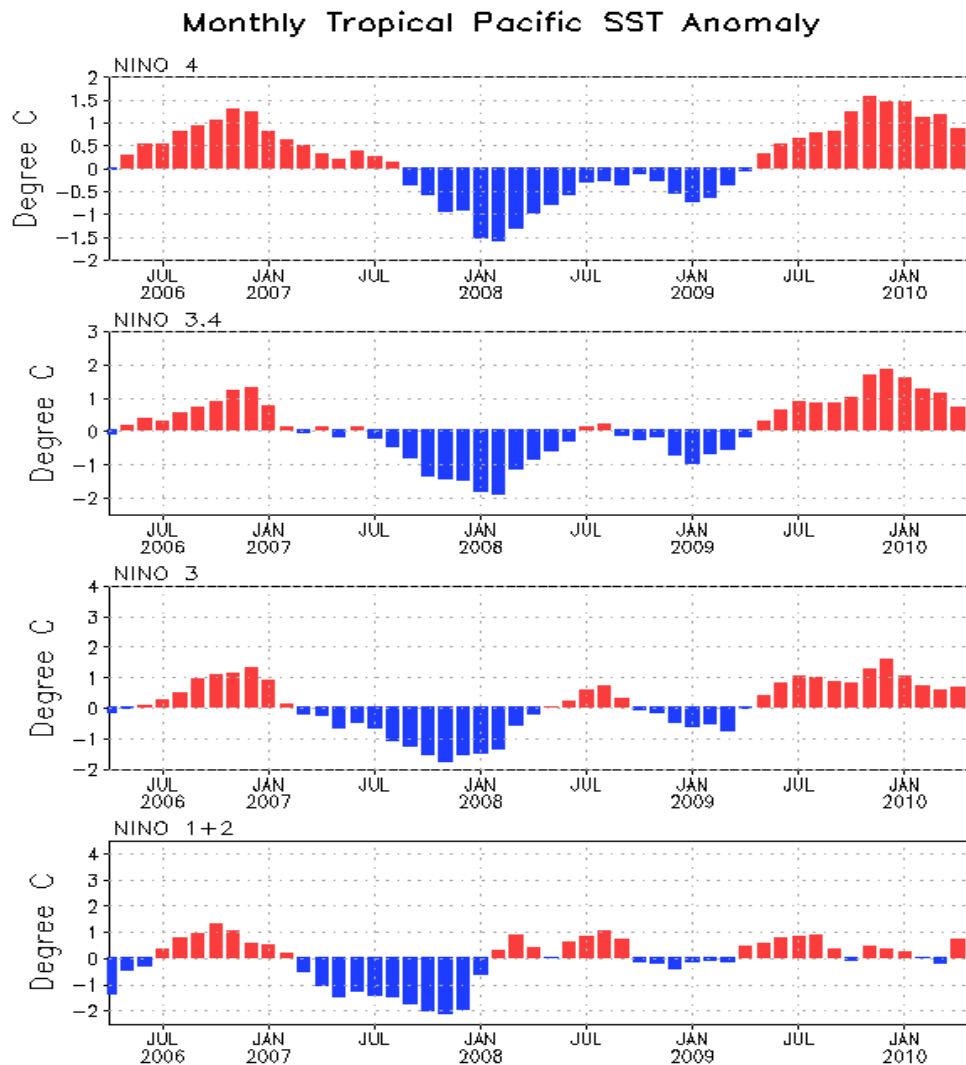 Monthly Tropical Pacific SST Anomaly
NINO 4
Degree C
2
1.5
1
0.5
0
−0.5
−1
−1.5
−2
JUL JAN JUL JAN JUL JAN JUL JAN
2006 2007 2008 2009 2010
NINO 3.4
Degree C
3
2
1
0
−1
−2
JUL JAN JUL JAN JUL JAN JUL JAN
2006 2007 2008 2009 2010
NINO 3
Degree C
4
3
2
1
0
−1
−2
JUL JAN JUL JAN JUL JAN JUL JAN
2006 2007 2008 2009 2010
NINO 1+2
Degree C
4
3
2
1
0
−1
−2
JUL JAN JUL JAN JUL JAN JUL JAN
2006 2007 2008 2009 2010